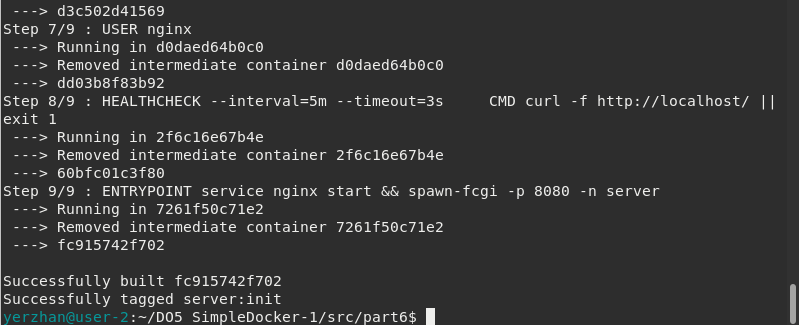 ---> d3c502d41569
Step 7/9 : USER nginx
 ---> Running in d0daed64b0c0
 ---> Removed intermediate container d0daed64b0c0
 ---> dd03b8f83b92
Step 8/9 : HEALTHCHECK --interval=5m --timeout=3s     CMD curl -f http://localhost/ ||
exit 1
 ---> Running in 2f6c16e67b4e
 ---> Removed intermediate container 2f6c16e67b4e
 ---> 60bfc01c3f80
Step 9/9 : ENTRYPOINT service nginx start && spawn-fcgi -p 8080 -n server
 ---> Running in 7261f50c71e2
 ---> Removed intermediate container 7261f50c71e2
 ---> fc915742f702
Successfully built fc915742f702
Successfully tagged server:init
yerzhan@user-2:~/DO5 SimpleDocker-1/src/part6$